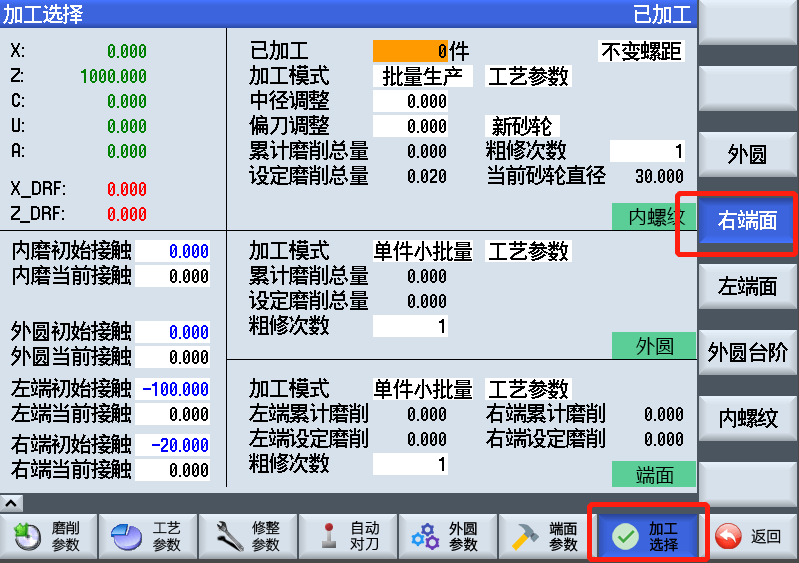 加工选择 已加工
X: 0.000
Z: 1000.000
C: 0.000
U: 0.000
A: 0.000
X_DRF: 0.000
Z_DRF: 0.000
已加工 0件 不变螺距
加工模式 批量生产 工艺参数
中径调整 0.000
偏刀调整 0.000 新砂轮
累计磨削总量 0.000 粗修次数 1
设定磨削总量 0.020 当前砂轮直径 30.000
内螺纹
内磨初始接触 0.000
内磨当前接触 0.000
外圆初始接触 0.000
外圆当前接触 0.000
左端初始接触 -100.000
左端当前接触 0.000
右端初始接触 -20.000
右端当前接触 0.000
加工模式 单件小批量 工艺参数
累计磨削总量 0.000
设定磨削总量 0.000
粗修次数 1
外圆
加工模式 单件小批量 工艺参数
左端累计磨削 0.000 右端累计磨削 0.000
左端设定磨削 0.000 右端设定磨削 0.000
粗修次数 1
端面
外圆
右端面
左端面
外圆台阶
内螺纹
磨削
参数
工艺
参数
修整
参数
自动
对刀
外圆
参数
端面
参数
加工
选择
返回